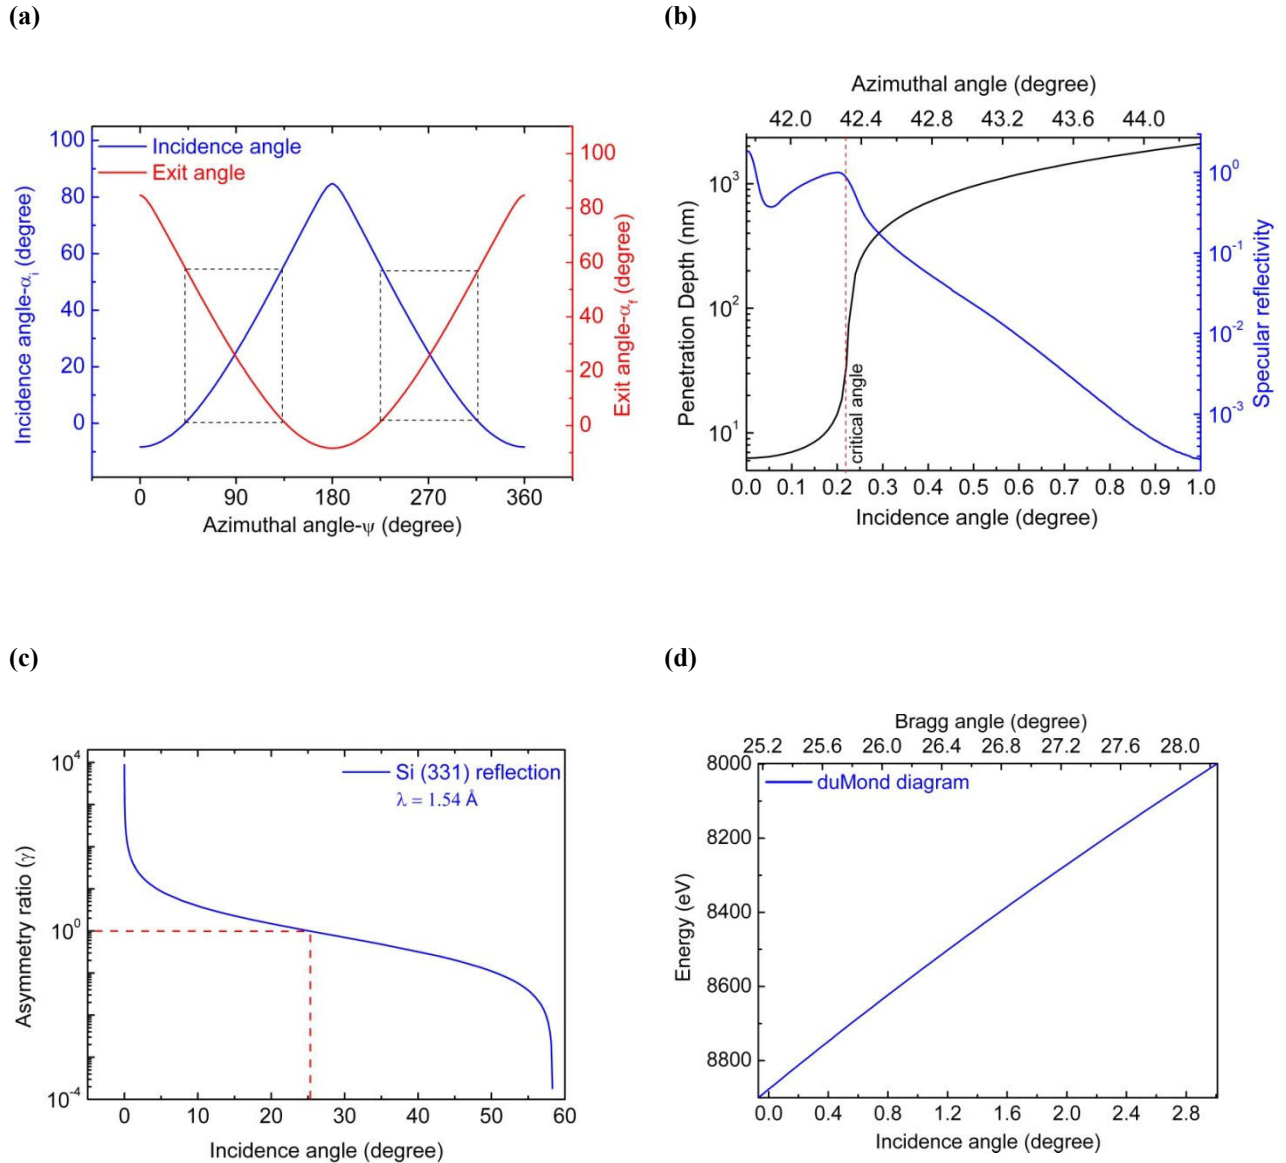 (a)
100
80
60
40
20
0
Incidence angle-αᵢ (degree)
Incidence angle
Exit angle
100
80
60
40
20
0
Exit angle-α_f (degree)
0 90 180 270 360
Azimuthal angle-ψ (degree)
(b)
Azimuthal angle (degree)
42.0 42.4 42.8 43.2 43.6 44.0
10³
10²
10¹
Penetration Depth (nm)
critical angle
10⁰
10⁻¹
10⁻²
10⁻³
Specular reflectivity
0.0 0.1 0.2 0.3 0.4 0.5 0.6 0.7 0.8 0.9 1.0
Incidence angle (degree)
(c)
10⁴
10⁰
10⁻⁴
Asymmetry ratio (γ)
Si (331) reflection
λ = 1.54 Å
0 10 20 30 40 50 60
Incidence angle (degree)
(d)
Bragg angle (degree)
25.2 25.6 26.0 26.4 26.8 27.2 27.6 28.0
8000
8200
8400
8600
8800
Energy (eV)
duMond diagram
0.0 0.4 0.8 1.2 1.6 2.0 2.4 2.8
Incidence angle (degree)